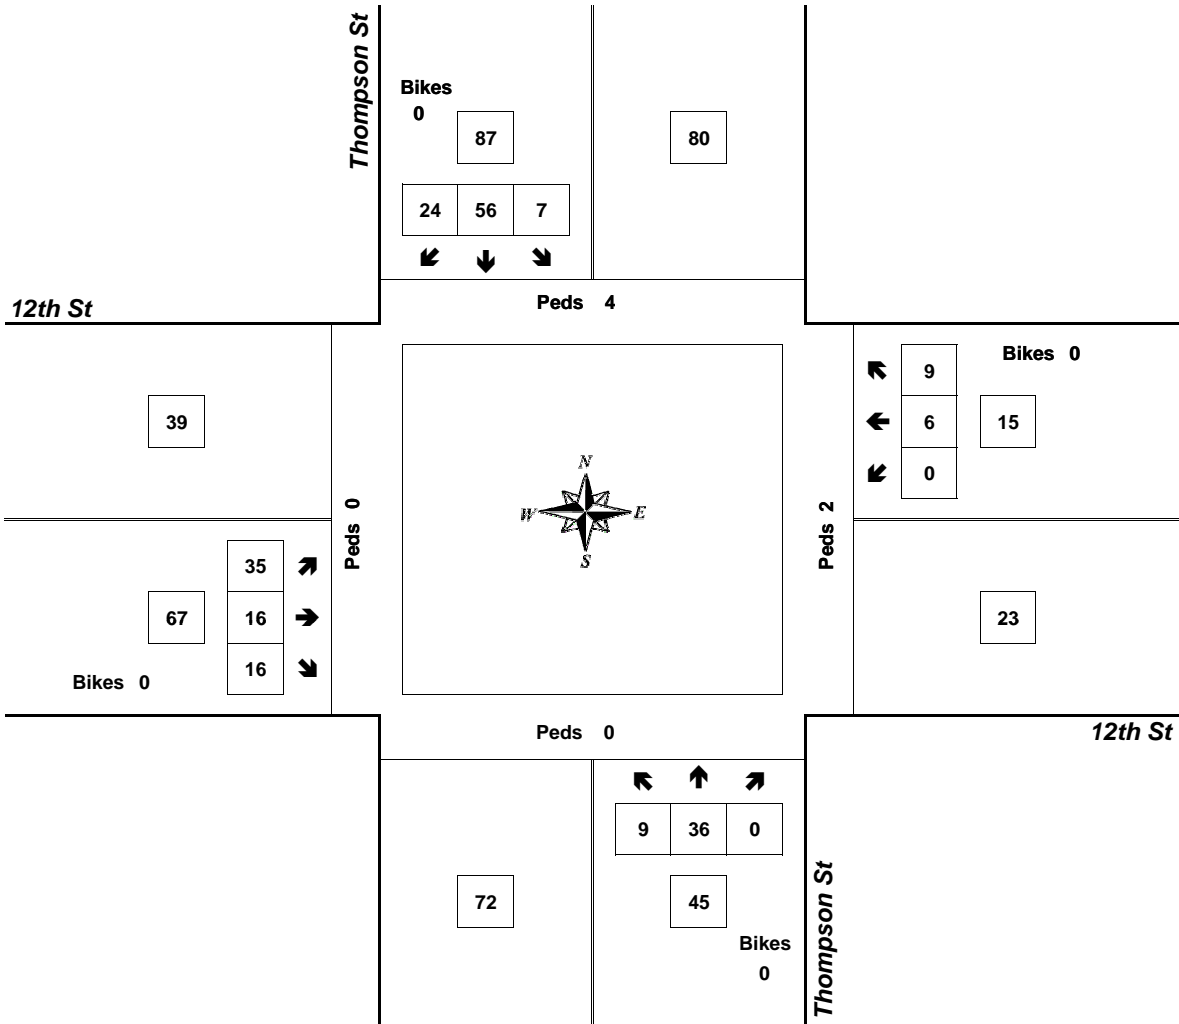 Thompson St
Bikes
0
87
80
24 56 7
Peds 4
12th St
9
Bikes 0
39
6
15
0
N
W E
S
Peds 0
Peds 2
35
67
16
23
16
Bikes 0
Peds 0
12th St
9 36 0
72
45
Bikes
0
Thompson St